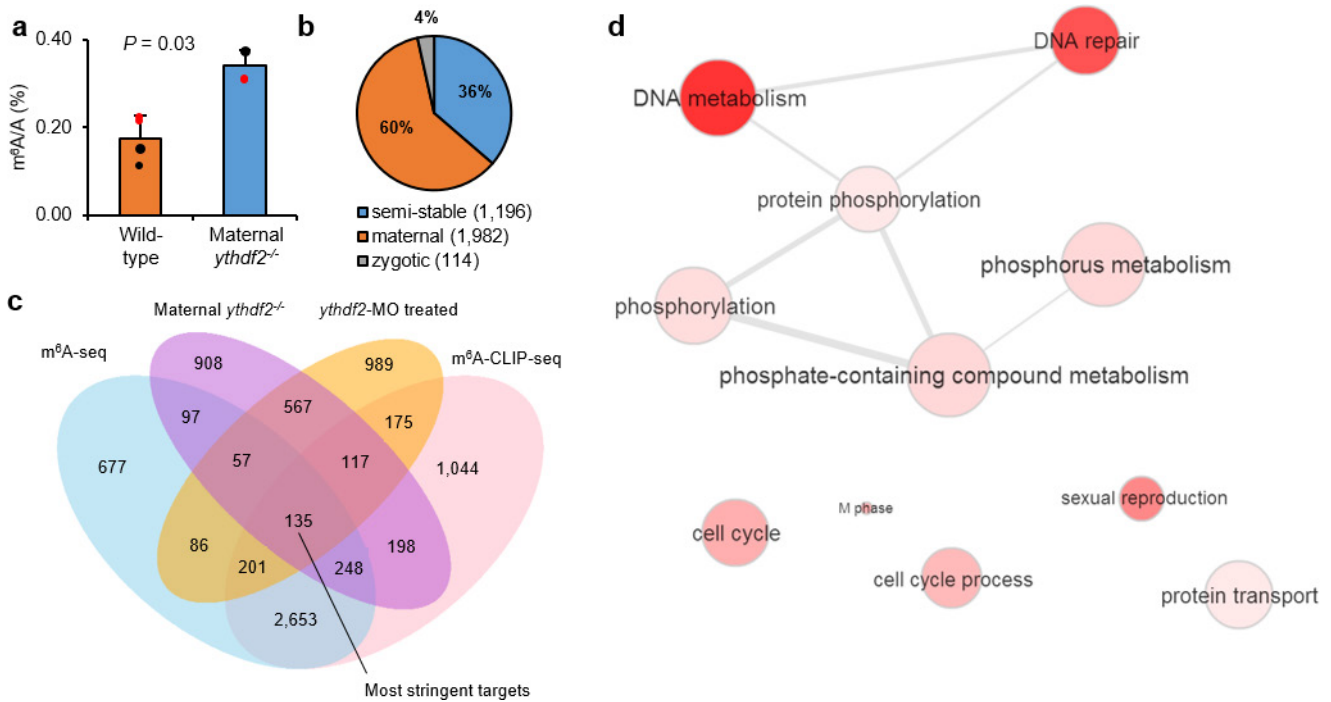 a
0.40
0.20
0.00
m⁶A/A (%)
P = 0.03
Wild-
type
Maternal
ythdf2⁻/⁻
b
4%
36%
60%
semi-stable (1,196)
maternal (1,982)
zygotic (114)
c
Maternal ythdf2⁻/⁻
ythdf2-MO treated
m⁶A-seq
m⁶A-CLIP-seq
908
989
97
567
175
677
57
117
1,044
135
86
201
248
198
2,653
Most stringent targets
d
DNA repair
DNA metabolism
protein phosphorylation
phosphorus metabolism
phosphorylation
phosphate-containing compound metabolism
cell cycle
M phase
sexual reproduction
cell cycle process
protein transport